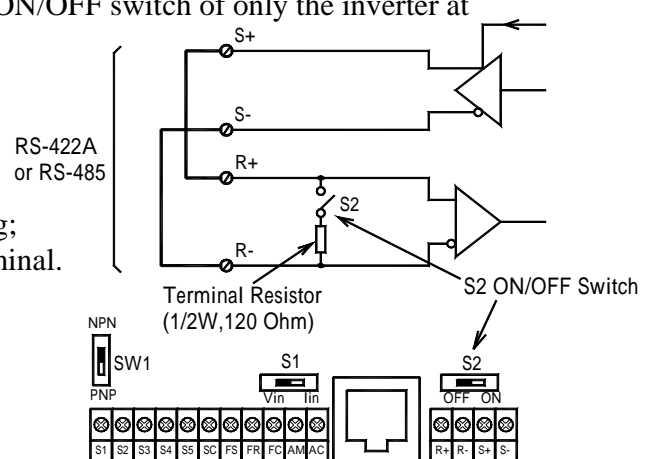 ON/OFF switch of only the inverter at
S+
S-
RS-422A
or RS-485
R+
S2
g;
minal.
R-
Terminal Resistor
(1/2W,120 Ohm)
S2 ON/OFF Switch
NPN
SW1
PNP
S1
Vin Iin
S2
OFF ON
S1 S2 S3 S4 S5 SC FS FR FC AM AC
R+ R- S+ S-